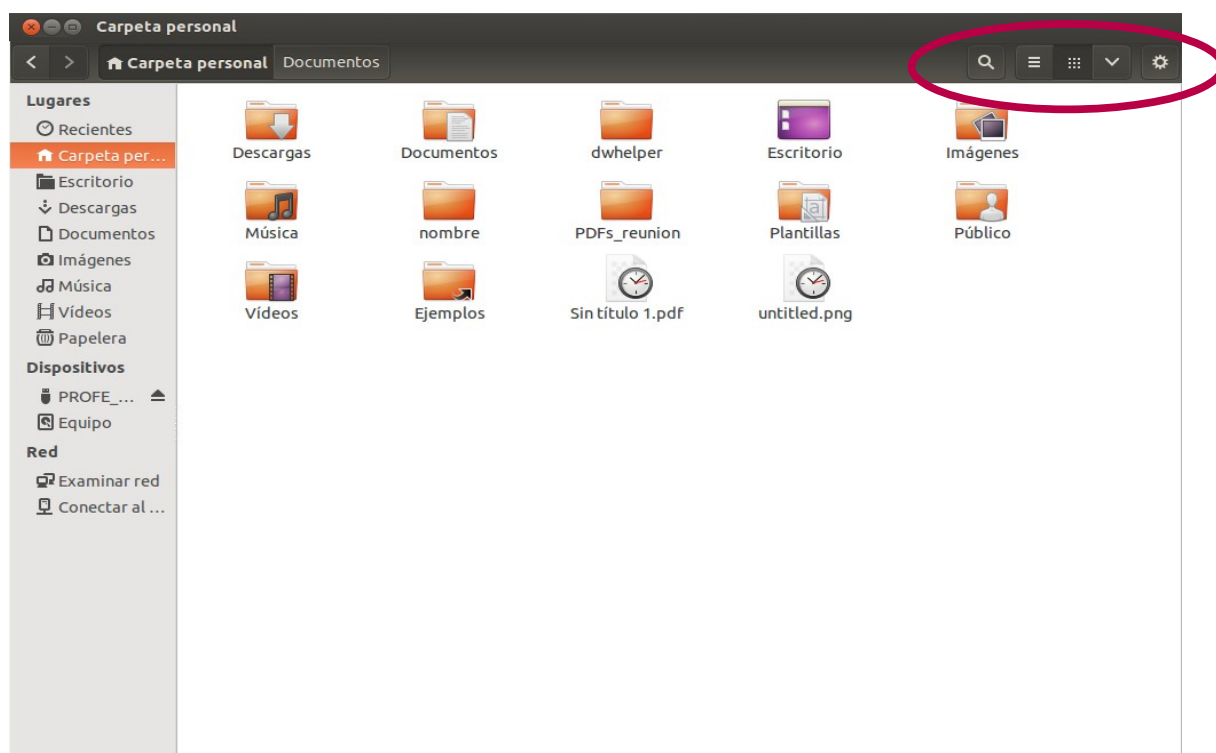 Carpeta personal
Carpeta personal Documentos
Lugares
Recientes
Carpeta per...
Escritorio
Descargas
Documentos
Imágenes
Música
Vídeos
Papelera
Dispositivos
PROFE_...
Equipo
Red
Examinar red
Conectar al ...
Descargas Documentos dwhelper Escritorio Imágenes
Música nombre PDFs_reunion Plantillas Público
Vídeos Ejemplos Sin título 1.pdf untitled.png